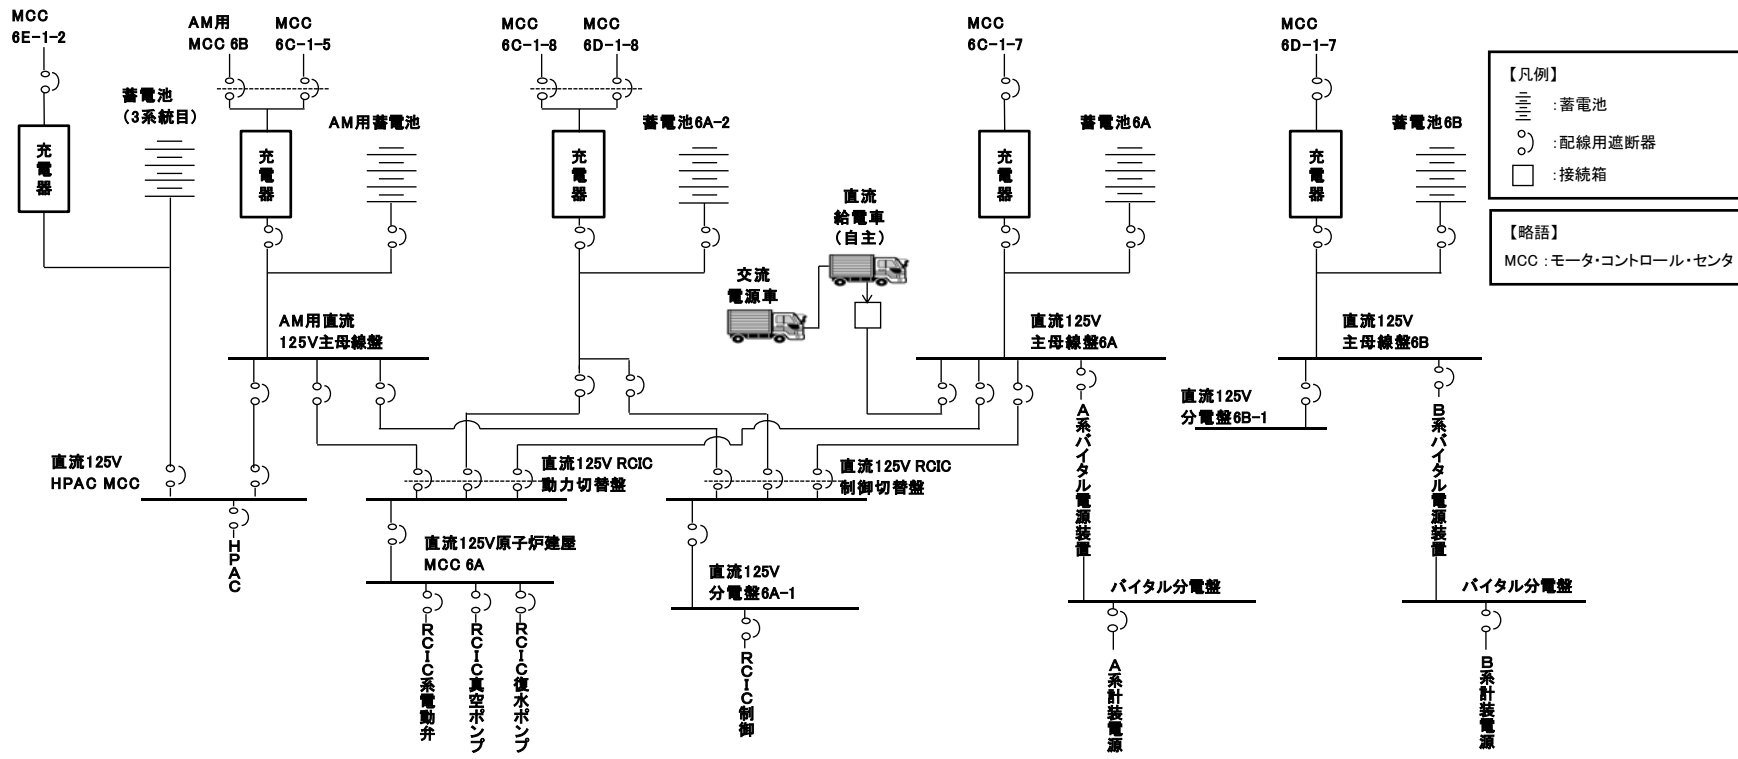 MCC
6E-1-2
AM用
MCC 6B
MCC
6C-1-5
MCC
6C-1-8
MCC
6D-1-8
MCC
6C-1-7
MCC
6D-1-7
蓄電池
(3系統目)
AM用蓄電池
蓄電池6A-2
蓄電池6A
蓄電池6B
充電器
充電器
充電器
充電器
充電器
直流
給電車
(自主)
交流
電源車
【凡例】
:蓄電池
:配線用遮断器
:接続箱
【略語】
MCC :モータ・コントロール・センタ
AM用直流
125V主母線盤
直流125V
主母線盤6A
直流125V
主母線盤6B
直流125V
分電盤6B-1
直流125V
HPAC MCC
直流125V RCIC
動力切替盤
直流125V RCIC
制御切替盤
A系バイタル電源装置
B系バイタル電源装置
HPAC
直流125V原子炉建屋
MCC 6A
直流125V
分電盤6A-1
バイタル分電盤
バイタル分電盤
RCIC系電動弁
RCIC真空ポンプ
RCIC復水ポンプ
RCIC制御
A系計装電源
B系計装電源